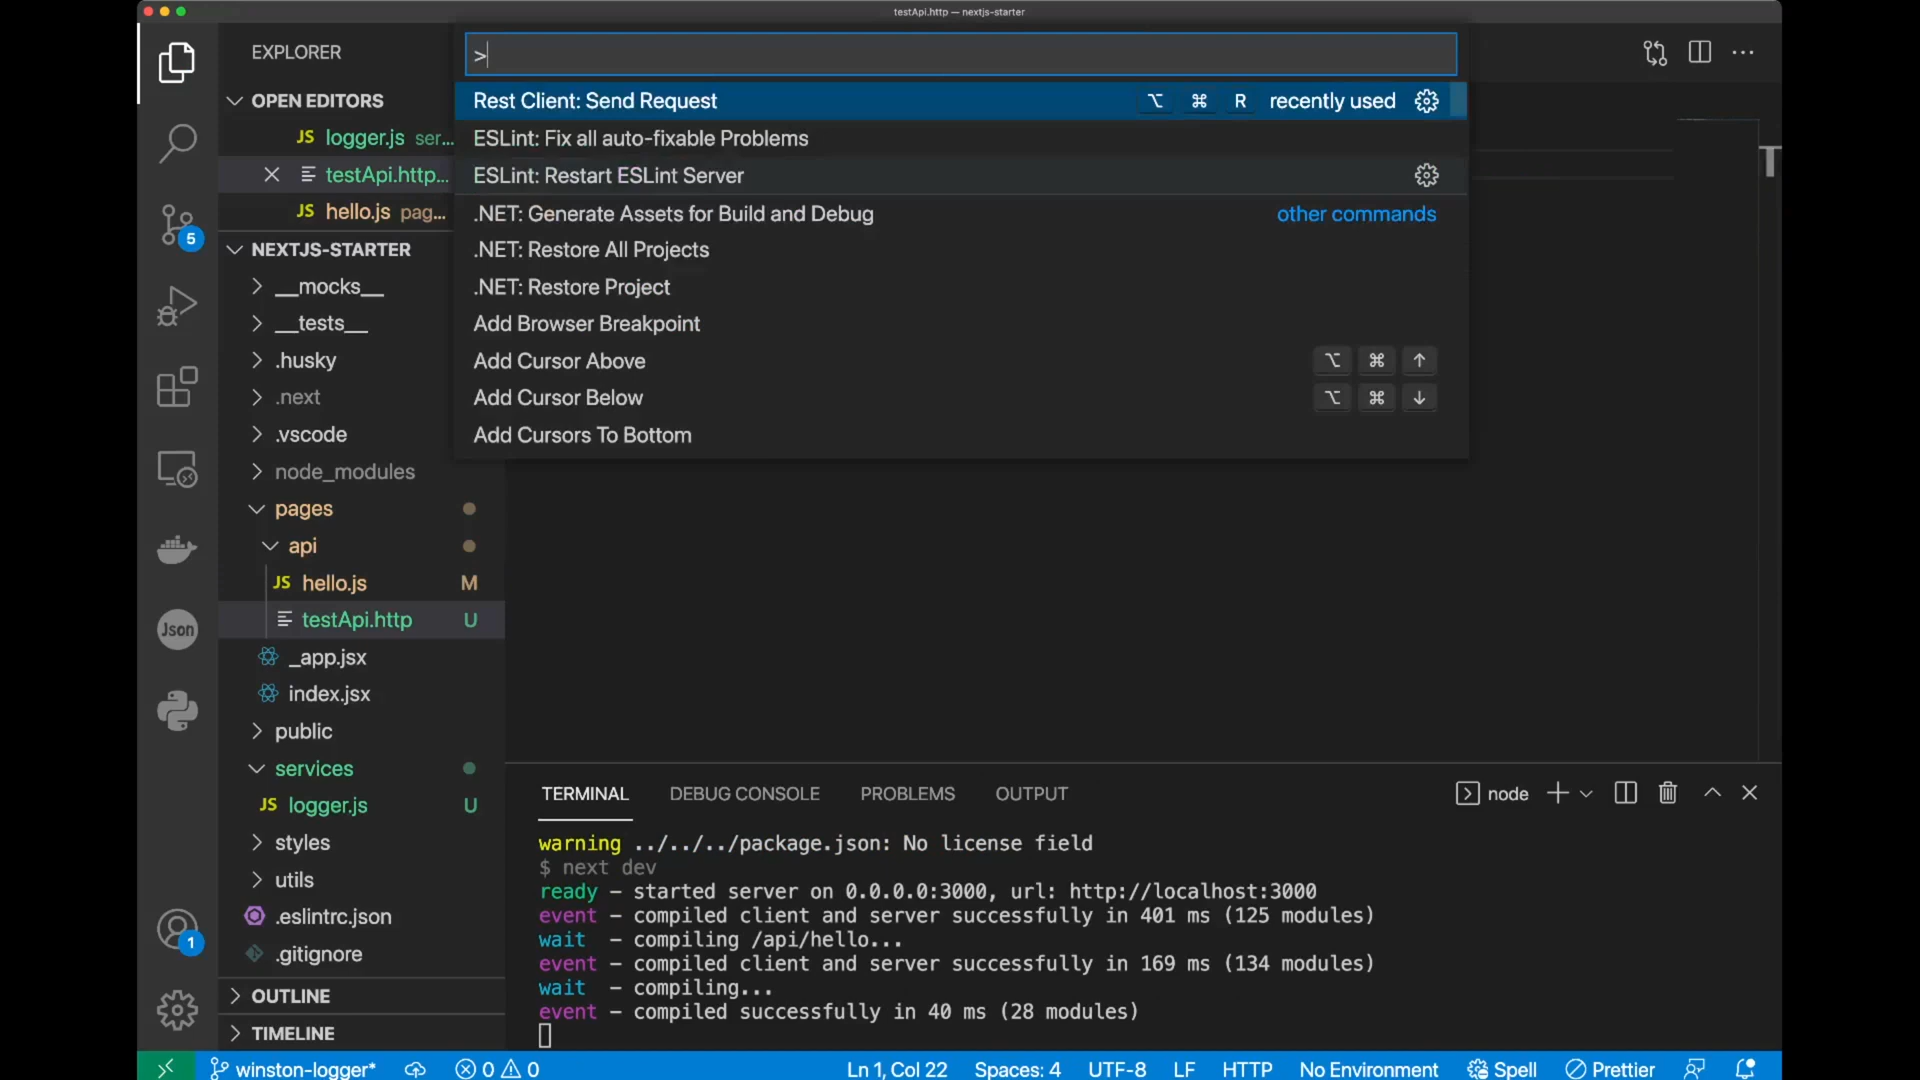 testApi.http — nextjs-starter
EXPLORER
>
OPEN EDITORS
JS logger.js ser...
testApi.http...
JS hello.js pag...
NEXTJS-STARTER
__mocks__
__tests__
.husky
.next
.vscode
node_modules
pages
api
JS hello.js M
testApi.http U
_app.jsx
index.jsx
public
services
JS logger.js U
styles
utils
.eslintrc.json
.gitignore
OUTLINE
TIMELINE
5
Json
1
Rest Client: Send Request ⌥ ⌘ R recently used
ESLint: Fix all auto-fixable Problems
ESLint: Restart ESLint Server
.NET: Generate Assets for Build and Debug other commands
.NET: Restore All Projects
.NET: Restore Project
Add Browser Breakpoint
Add Cursor Above ⌥ ⌘ ↑
Add Cursor Below ⌥ ⌘ ↓
Add Cursors To Bottom
TERMINAL DEBUG CONSOLE PROBLEMS OUTPUT node
warning ../../../package.json: No license field
$ next dev
ready – started server on 0.0.0.0:3000, url: http://localhost:3000
event – compiled client and server successfully in 401 ms (125 modules)
wait – compiling /api/hello...
event – compiled client and server successfully in 169 ms (134 modules)
wait – compiling...
event – compiled successfully in 40 ms (28 modules)
winston-logger* 0 0 Ln 1, Col 22 Spaces: 4 UTF-8 LF HTTP No Environment Spell Prettier